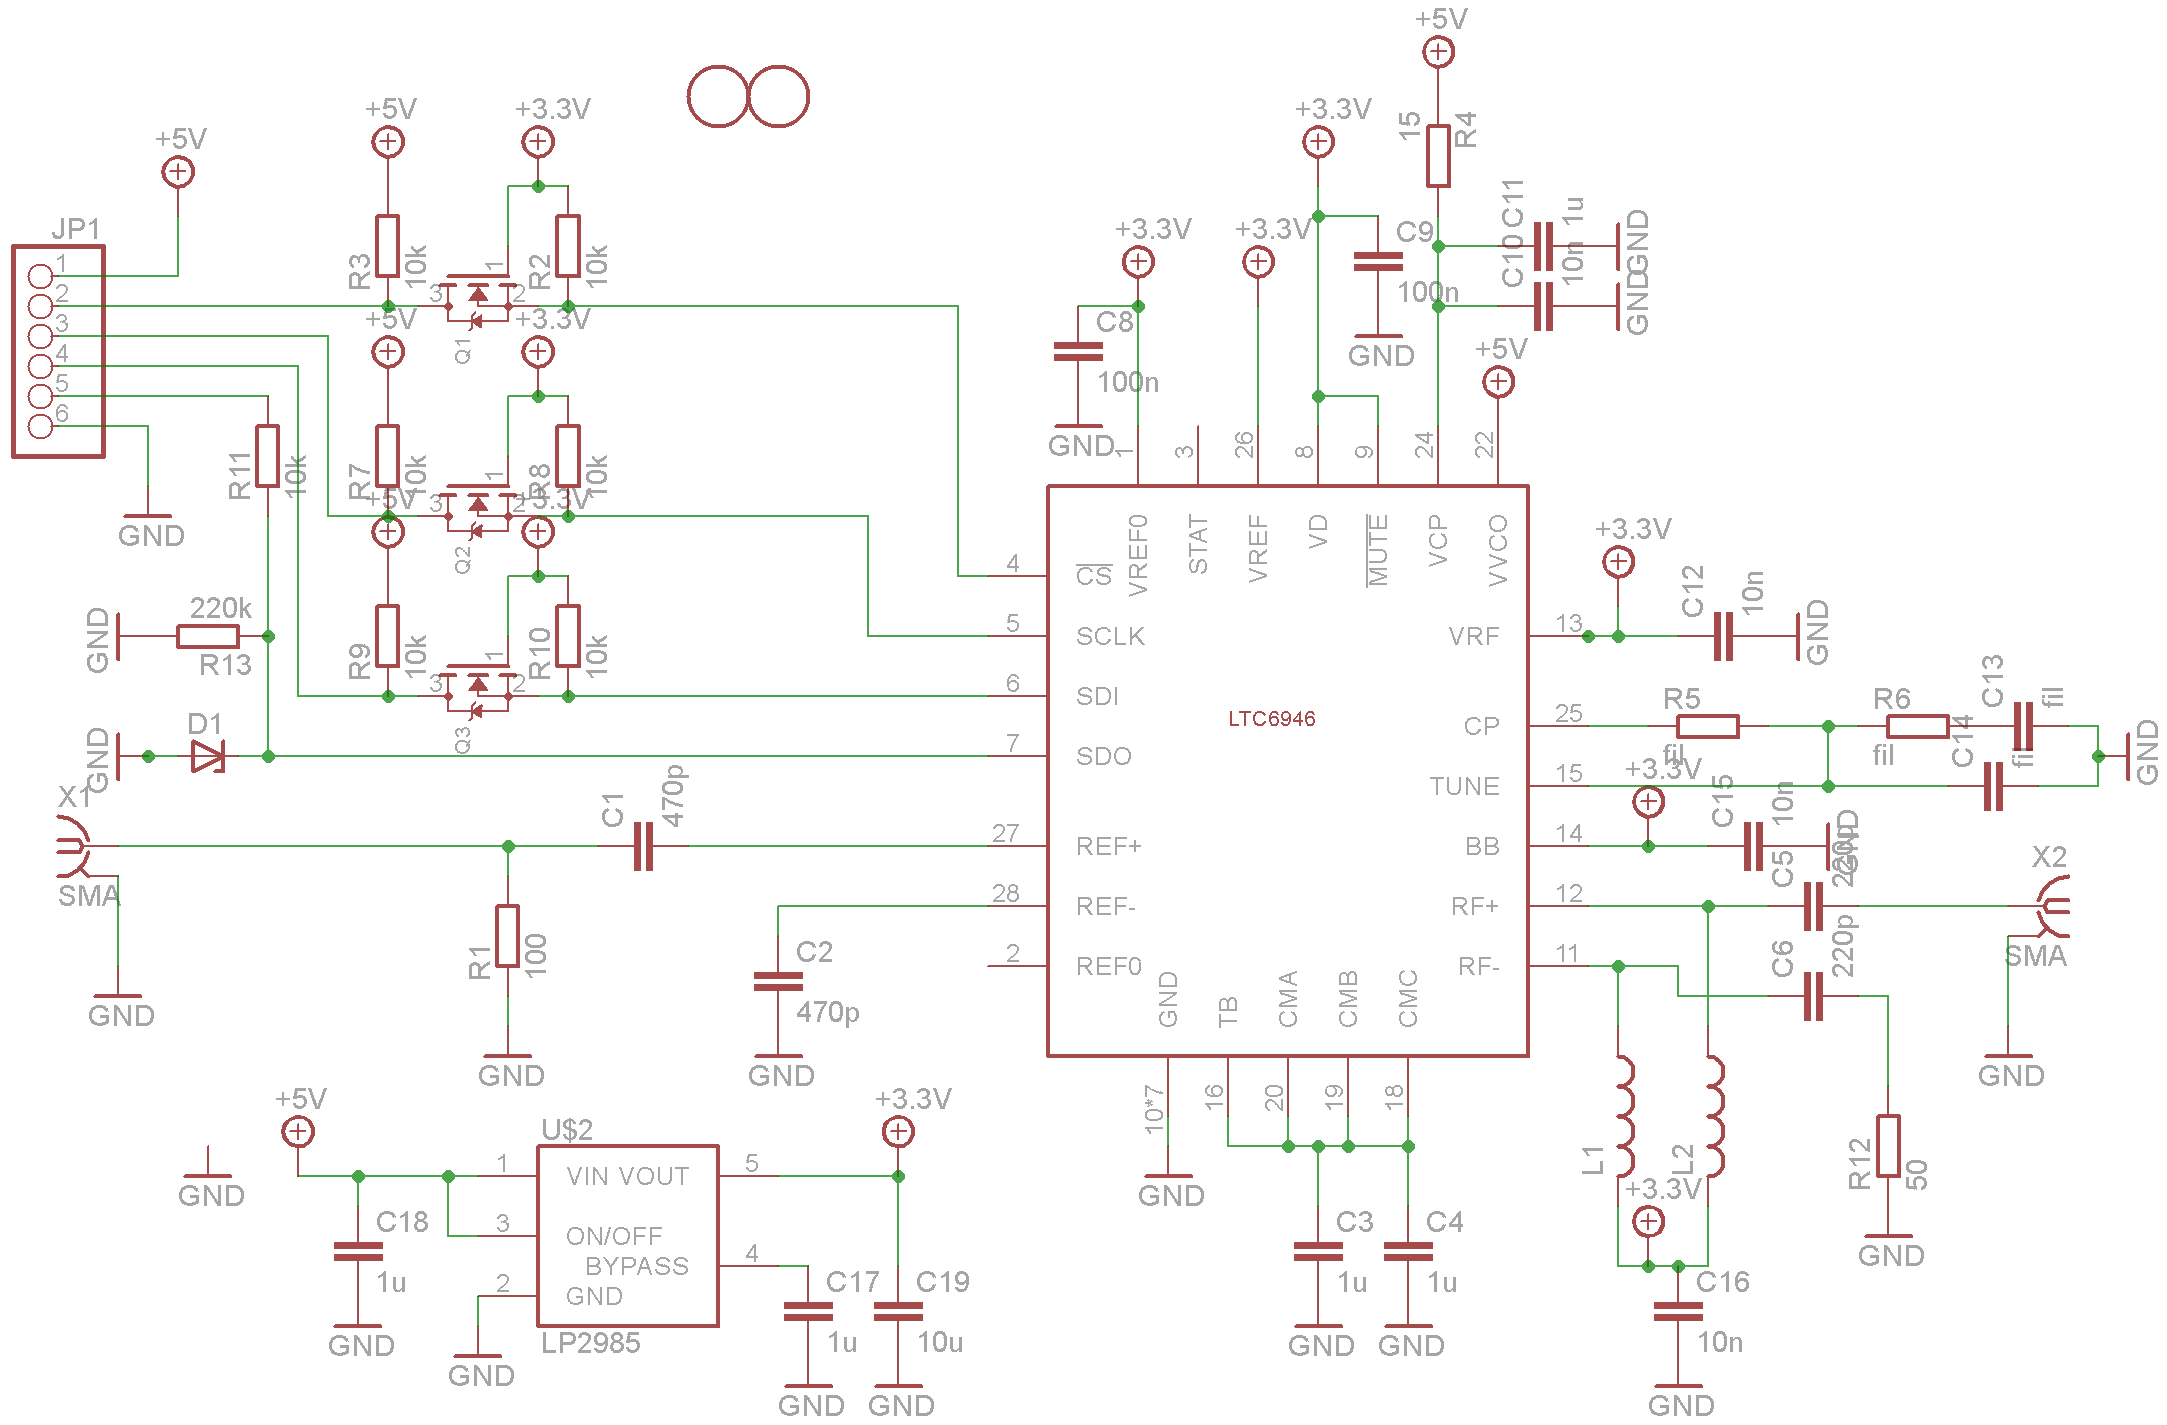 +5V
+5V
+3.3V
+5V
+3.3V
15
R4
JP1
1
2
3
4
5
6
R3
10k
R2
10k
1
3
2
Q1
+5V
+3.3V
R7
10k
R8
10k
1
3
2
Q2
+5V
+3.3V
R9
10k
R10
10k
1
3
2
Q3
R11
10k
GND
GND
220k
R13
GND
D1
X1
SMA
GND
C1
470p
R1
100
GND
C2
470p
GND
+3.3V
C8
100n
GND
+3.3V
C9
100n
GND
C10
C11
10n
1u
GND
GND
+5V
1
3
26
8
9
24
22
VREF0
STAT
VREF
VD
MUTE
VCP
VVCO
4
CS
5
SCLK
6
SDI
7
SDO
27
REF+
28
REF-
2
REF0
LTC6946
VRF
13
CP
25
TUNE
15
BB
14
RF+
12
RF-
11
GND
TB
CMA
CMB
CMC
10*7
16
20
19
18
GND
C3
1u
GND
C4
1u
GND
+3.3V
C12
10n
GND
R5
fil
R6
fil
C13
fil
C14
fil
GND
+3.3V
C15
10n
GND
C5
220p
C6
220p
X2
SMA
GND
L1
L2
+3.3V
C16
10n
GND
R12
50
GND
GND
+5V
C18
1u
GND
U$2
1
VIN VOUT
5
3
ON/OFF
BYPASS
4
2
GND
LP2985
GND
+3.3V
C17
1u
GND
C19
10u
GND